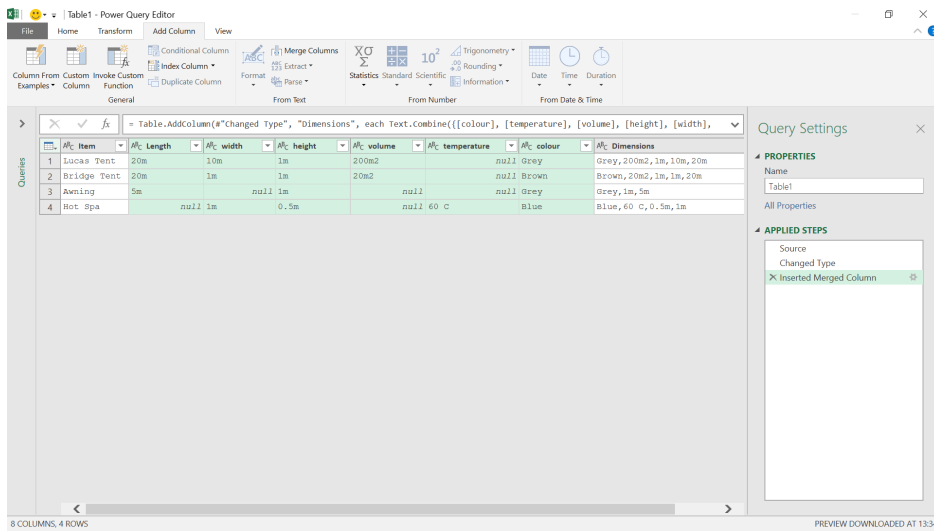 Table1 - Power Query Editor
File Home Transform Add Column View
Column From Examples Custom Column Invoke Custom Function
Conditional Column
Index Column
Duplicate Column
General
Format
Merge Columns
ABC 123 Extract
abc Parse
From Text
Statistics Standard Scientific
Trigonometry
Rounding
Information
From Number
Date Time Duration
From Date & Time
= Table.AddColumn(#"Changed Type", "Dimensions", each Text.Combine({[colour], [temperature], [volume], [height], [width],
Queries
Item Length width height volume temperature colour Dimensions
1 Lucas Tent 20m 10m 1m 200m2 null Grey Grey,200m2,1m,10m,20m
2 Bridge Tent 20m 1m 1m 20m2 null Brown Brown,20m2,1m,1m,20m
3 Awning 5m null 1m null null Grey Grey,1m,5m
4 Hot Spa null 1m 0.5m null 60 C Blue Blue,60 C,0.5m,1m
Query Settings
PROPERTIES
Name
Table1
All Properties
APPLIED STEPS
Source
Changed Type
Inserted Merged Column
8 COLUMNS, 4 ROWS
PREVIEW DOWNLOADED AT 13:3